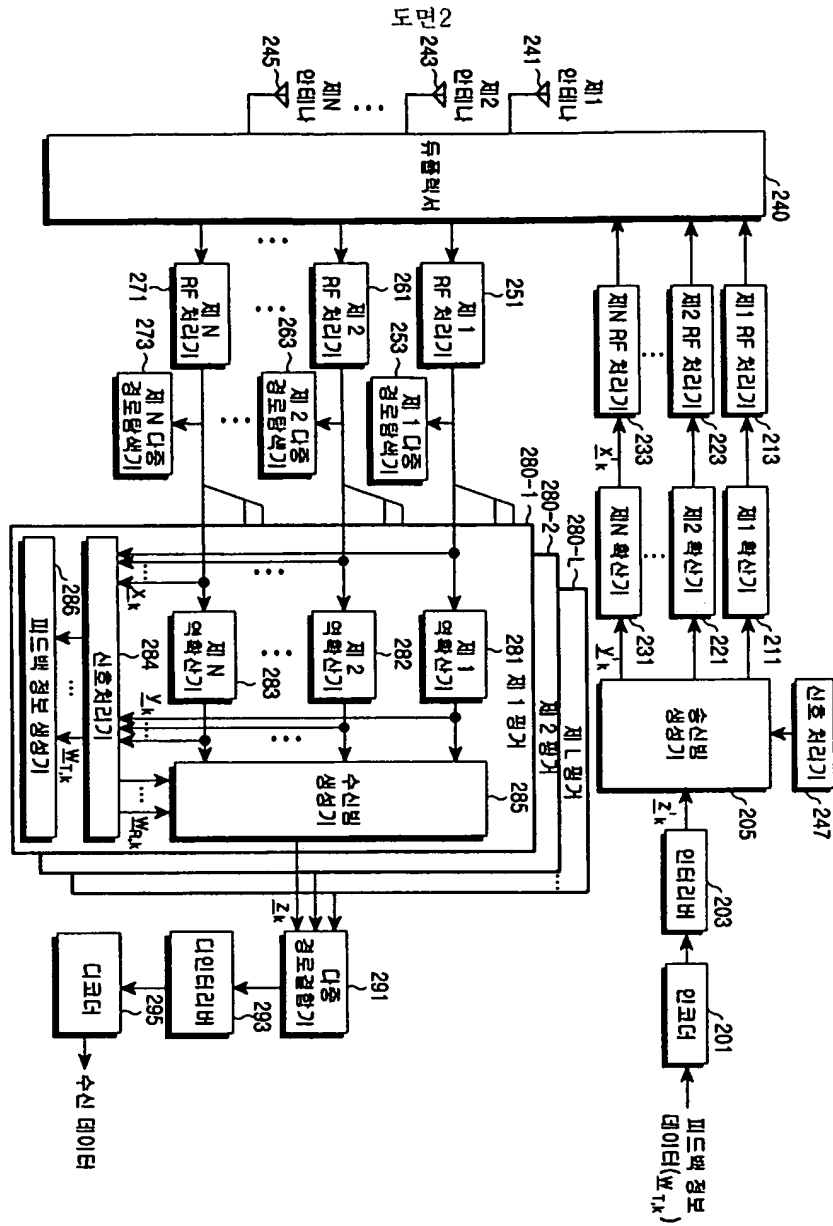 도면2
제1
안테나
241
제2
안테나
243
...
제N
안테나
245
듀플렉서
240
제1 RF 처리기
213
제2 RF 처리기
223
...
제N RF 처리기
233
X'k
제1 확산기
211
제2 확산기
221
...
제N 확산기
231
y'k
신호 처리기
247
송신빔
생성기
205
z'k
인터리버
203
인코더
201
피드백 정보
데이터(WT,k)
제 1
RF 처리기
251
제 1 다중
경로탐색기
253
제 2
RF 처리기
261
제 2 다중
경로탐색기
263
...
제 N
RF 처리기
271
제 N 다중
경로탐색기
273
280-1
280-2
280-L
제 1 핑거
제 2 핑거
제 L 핑거
제 1
역확산기
281
제 2
역확산기
282
...
제 N
역확산기
283
Xk
yk
신호처리기
284
WR,k
WT,k
수신빔
생성기
285
피드백 정보 생성기
286
zk
다중
경로결합기
291
디인터리버
293
디코더
295
수신 데이터